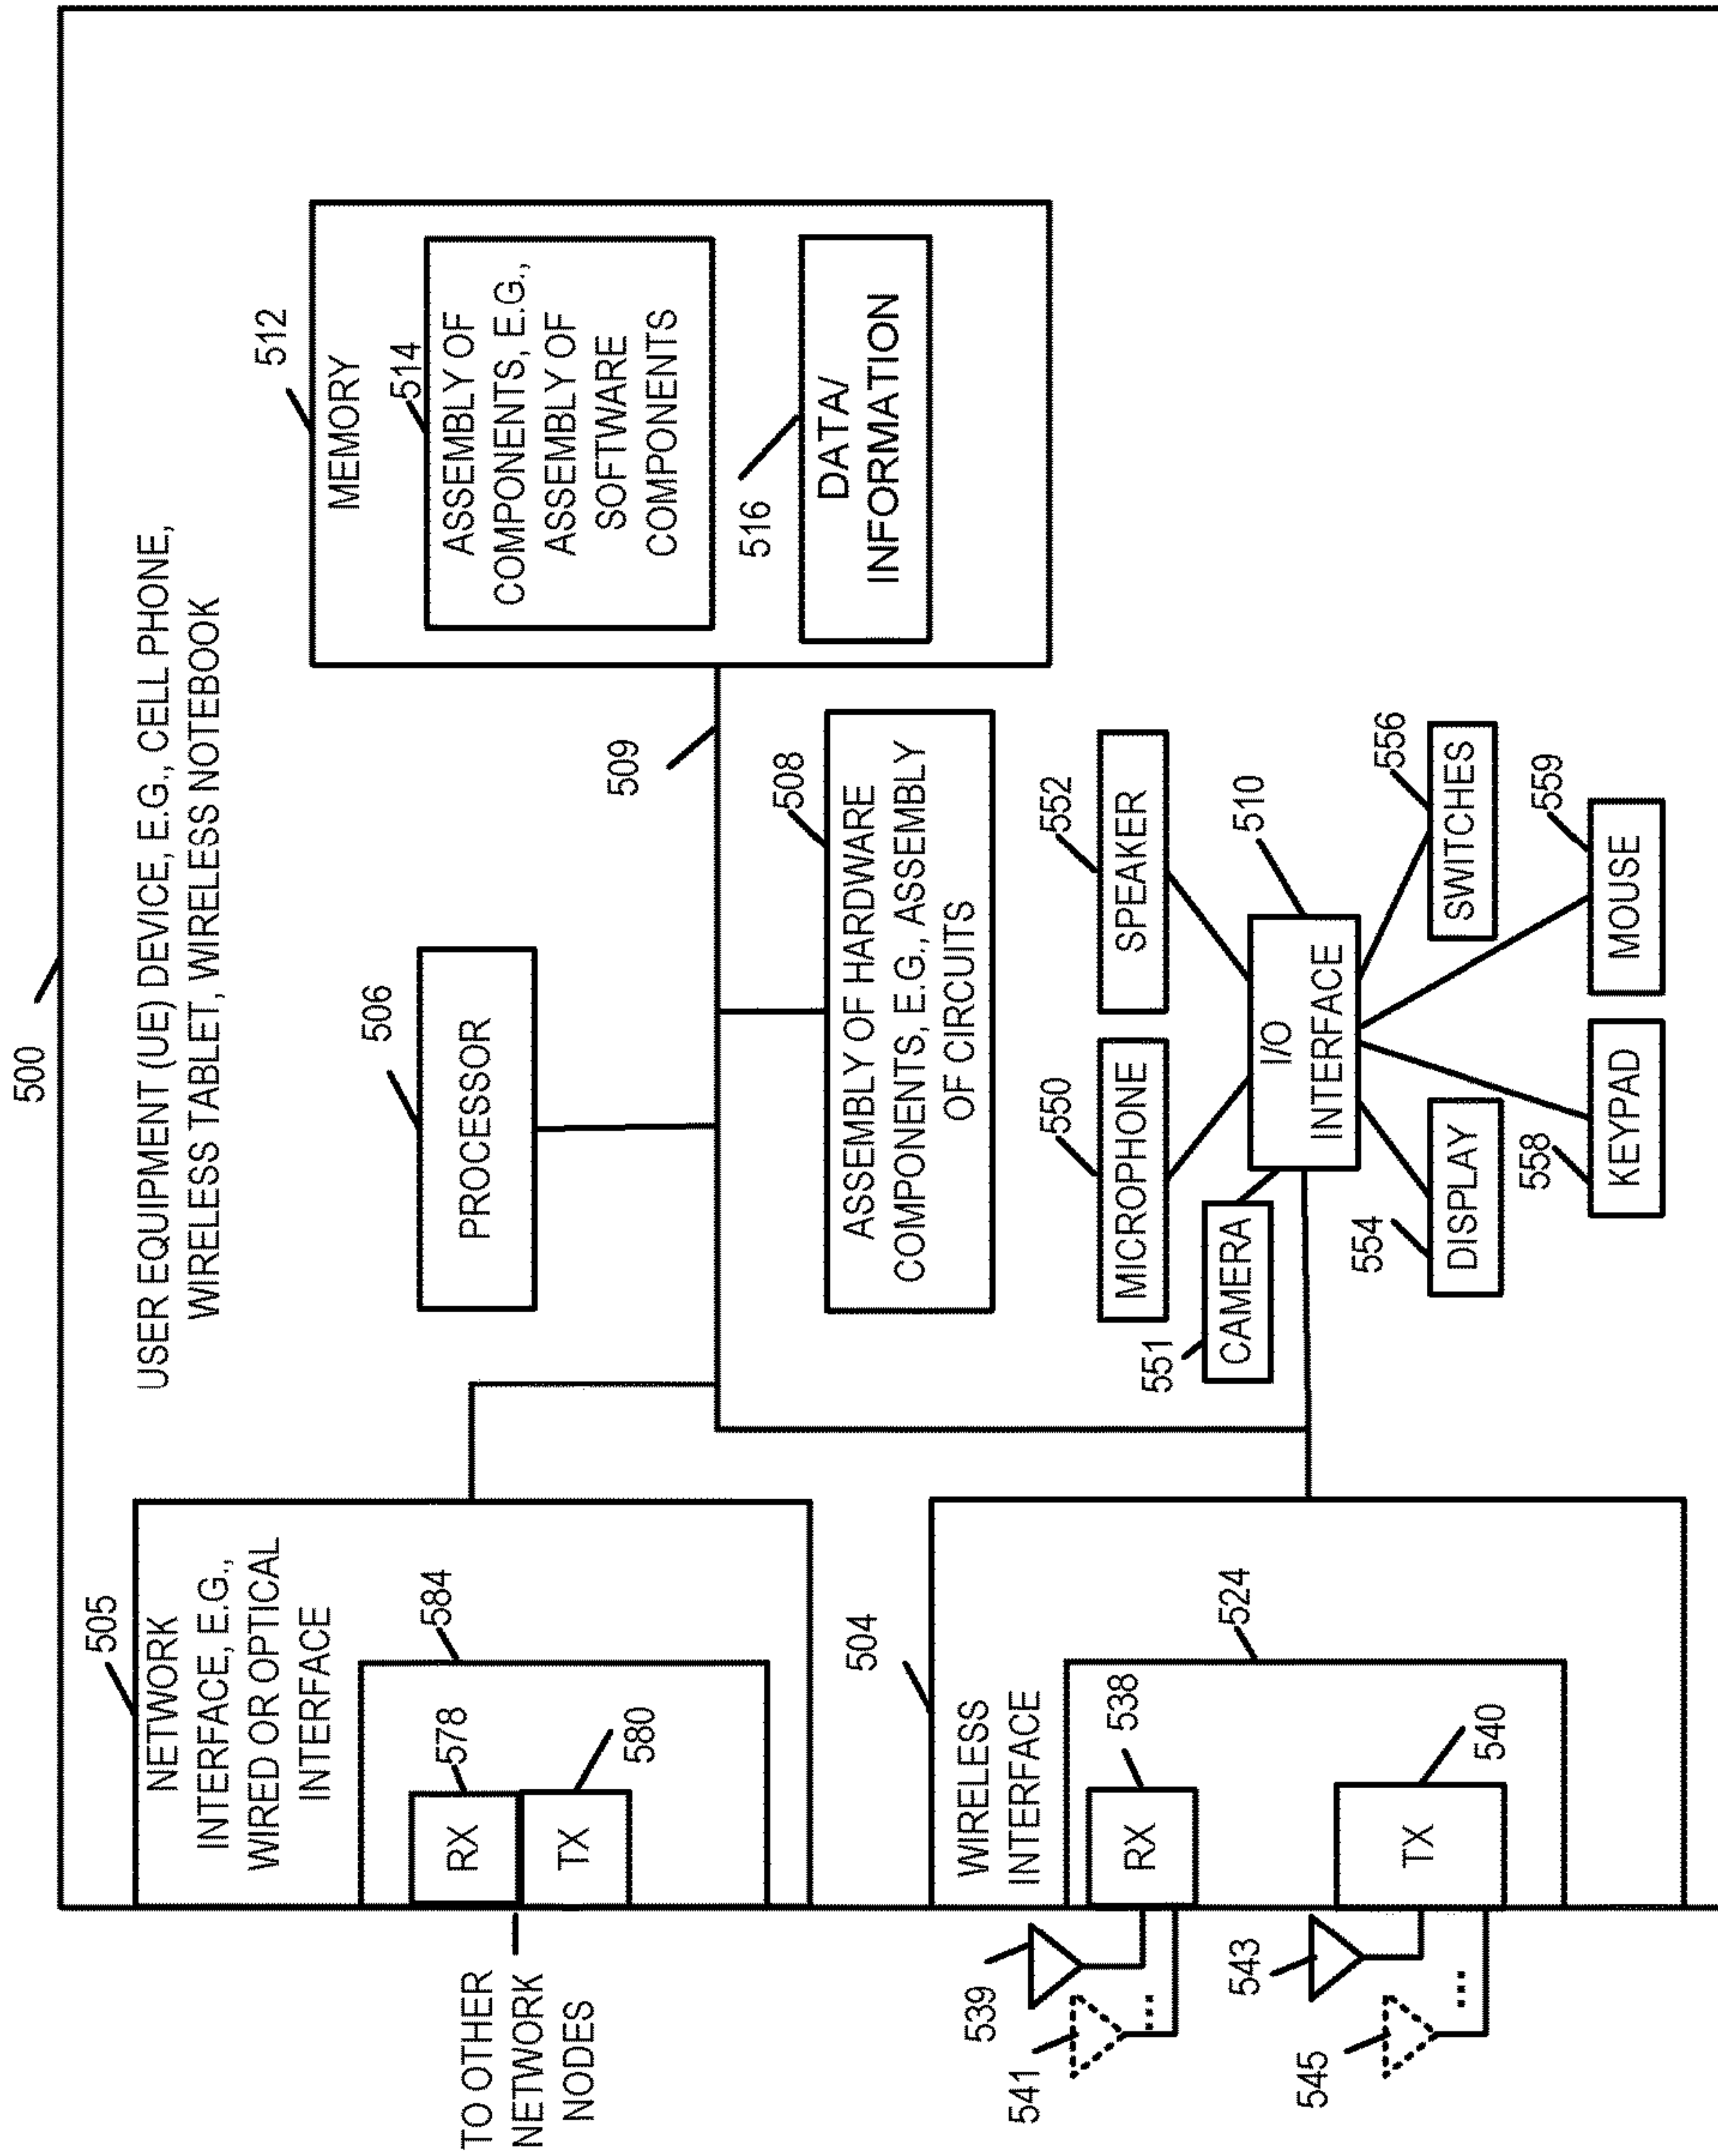 500
USER EQUIPMENT (UE) DEVICE, E.G., CELL PHONE,
WIRELESS TABLET, WIRELESS NOTEBOOK
505
NETWORK
INTERFACE, E.G.,
WIRED OR OPTICAL
INTERFACE
584
578
RX
TX
580
TO OTHER
NETWORK
NODES
506
PROCESSOR
512
MEMORY
514
ASSEMBLY OF
COMPONENTS, E.G.,
ASSEMBLY OF
SOFTWARE
COMPONENTS
516
DATA/
INFORMATION
509
508
ASSEMBLY OF HARDWARE
COMPONENTS, E.G., ASSEMBLY
OF CIRCUITS
504
WIRELESS
INTERFACE
524
538
RX
540
TX
539
541
...
543
545
...
550
MICROPHONE
552
SPEAKER
551
CAMERA
510
I/O
INTERFACE
554
DISPLAY
556
SWITCHES
558
KEYPAD
559
MOUSE